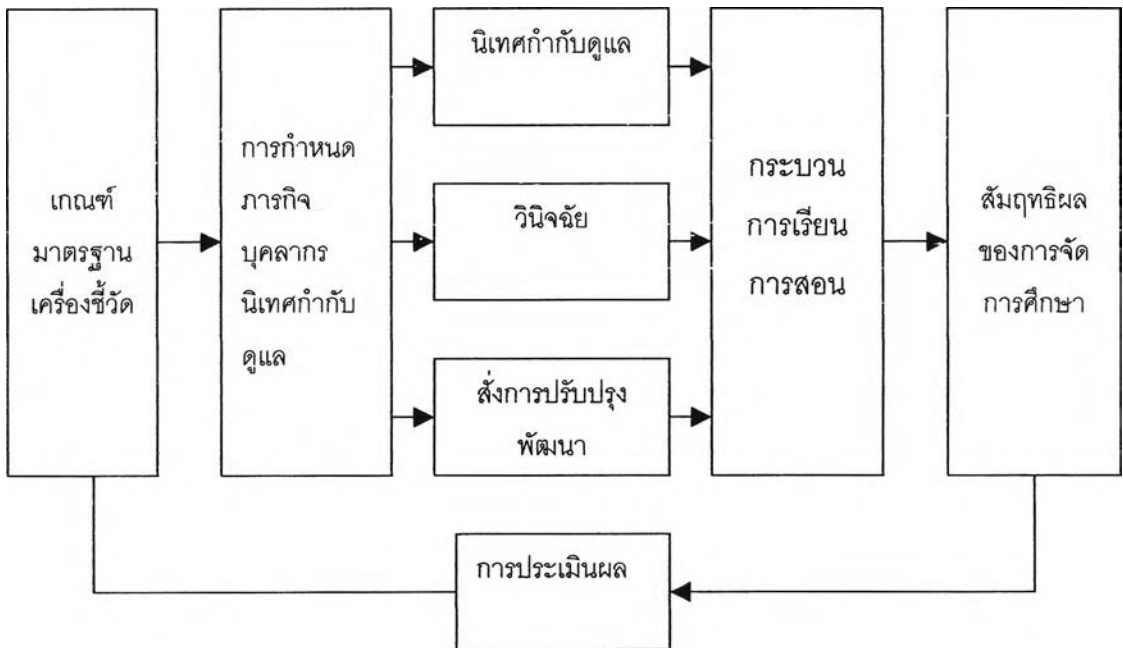 เกณฑ์
มาตรฐาน
เครื่องชี้วัด
การกำหนด
ภารกิจ
บุคลากร
นิเทศกำกับ
ดูแล
นิเทศกำกับดูแล
วินิจฉัย
สั่งการปรับปรุง
พัฒนา
กระบวน
การเรียน
การสอน
สัมฤทธิผล
ของการจัด
การศึกษา
การประเมินผล